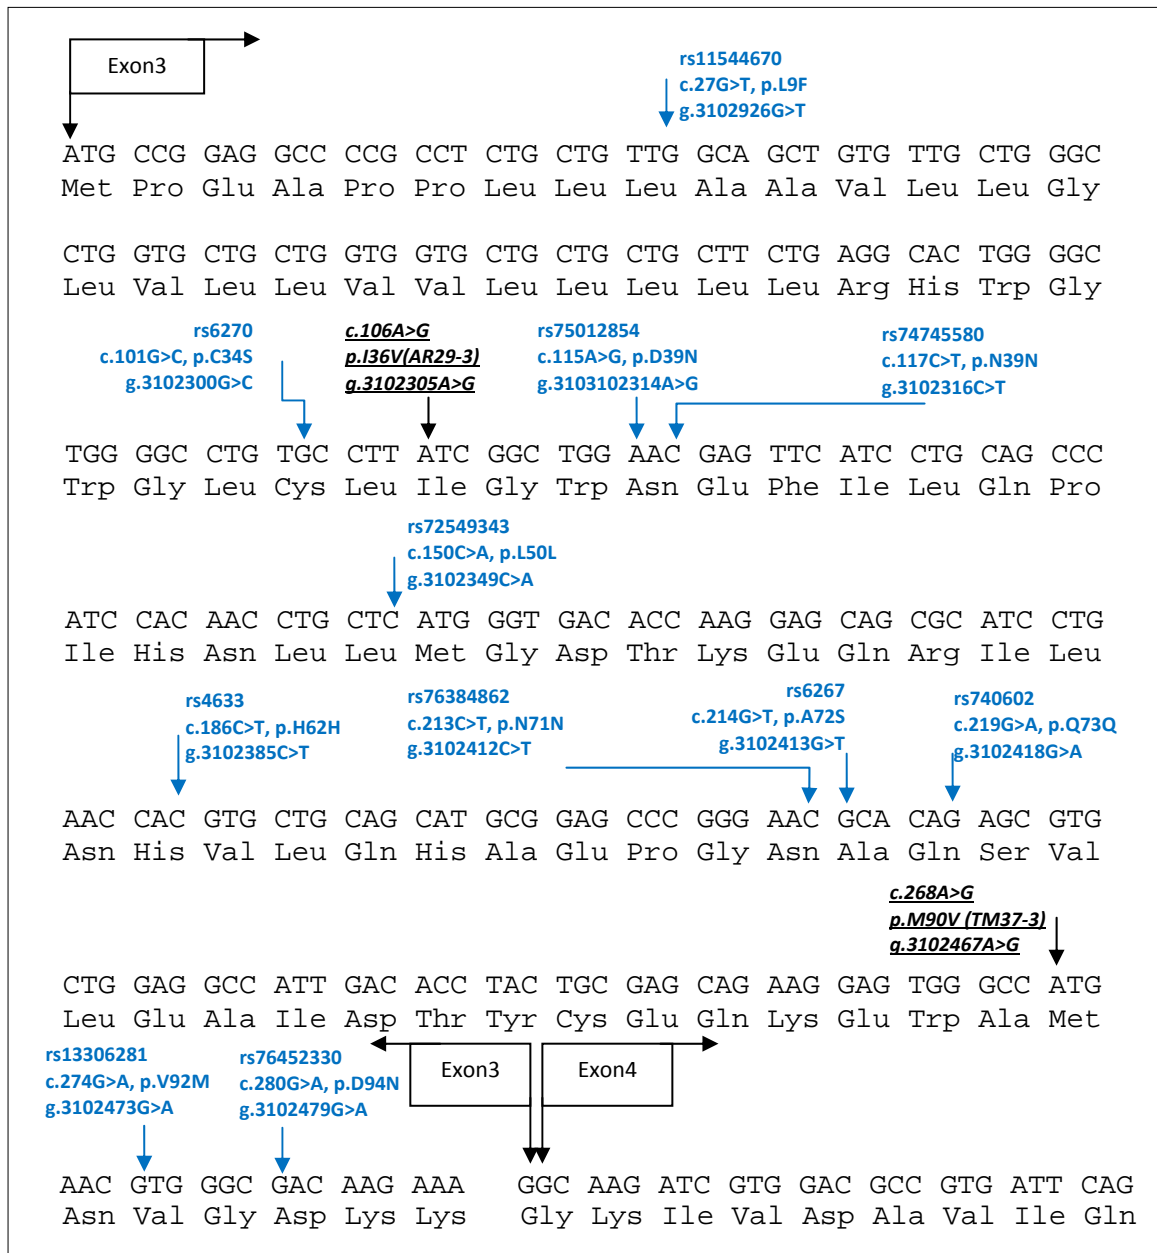 Exon3
rs11544670
c.27G>T, p.L9F
g.3102926G>T
ATG CCG GAG GCC CCG CCT CTG CTG TTG GCA GCT GTG TTG CTG GGC
Met Pro Glu Ala Pro Pro Leu Leu Leu Ala Ala Val Leu Leu Gly
CTG GTG CTG CTG GTG GTG CTG CTG CTG CTT CTG AGG CAC TGG GGC
Leu Val Leu Leu Val Val Leu Leu Leu Leu Leu Arg His Trp Gly
rs6270
c.101G>C, p.C34S
g.3102300G>C
c.106A>G
p.I36V(AR29-3)
g.3102305A>G
rs75012854
c.115A>G, p.D39N
g.3103102314A>G
rs74745580
c.117C>T, p.N39N
g.3102316C>T
TGG GGC CTG TGC CTT ATC GGC TGG AAC GAG TTC ATC CTG CAG CCC
Trp Gly Leu Cys Leu Ile Gly Trp Asn Glu Phe Ile Leu Gln Pro
rs72549343
c.150C>A, p.L50L
g.3102349C>A
ATC CAC AAC CTG CTC ATG GGT GAC ACC AAG GAG CAG CGC ATC CTG
Ile His Asn Leu Leu Met Gly Asp Thr Lys Glu Gln Arg Ile Leu
rs4633
c.186C>T, p.H62H
g.3102385C>T
rs76384862
c.213C>T, p.N71N
g.3102412C>T
rs6267
c.214G>T, p.A72S
g.3102413G>T
rs740602
c.219G>A, p.Q73Q
g.3102418G>A
AAC CAC GTG CTG CAG CAT GCG GAG CCC GGG AAC GCA CAG AGC GTG
Asn His Val Leu Gln His Ala Glu Pro Gly Asn Ala Gln Ser Val
c.268A>G
p.M90V (TM37-3)
g.3102467A>G
CTG GAG GCC ATT GAC ACC TAC TGC GAG CAG AAG GAG TGG GCC ATG
Leu Glu Ala Ile Asp Thr Tyr Cys Glu Gln Lys Glu Trp Ala Met
rs13306281
c.274G>A, p.V92M
g.3102473G>A
rs76452330
c.280G>A, p.D94N
g.3102479G>A
Exon3
Exon4
AAC GTG GGC GAC AAG AAA GGC AAG ATC GTG GAC GCC GTG ATT CAG
Asn Val Gly Asp Lys Lys Gly Lys Ile Val Asp Ala Val Ile Gln